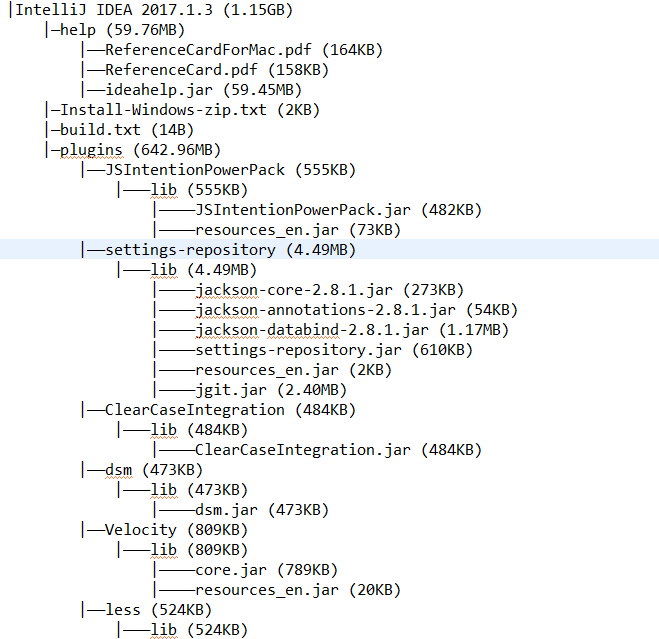 |IntelliJ IDEA 2017.1.3 (1.15GB)
|—help (59.76MB)
|——ReferenceCardForMac.pdf (164KB)
|——ReferenceCard.pdf (158KB)
|——ideahelp.jar (59.45MB)
|—Install-Windows-zip.txt (2KB)
|—build.txt (14B)
|—plugins (642.96MB)
|——JSIntentionPowerPack (555KB)
|———lib (555KB)
|————JSIntentionPowerPack.jar (482KB)
|————resources_en.jar (73KB)
|——settings-repository (4.49MB)
|———lib (4.49MB)
|————jackson-core-2.8.1.jar (273KB)
|————jackson-annotations-2.8.1.jar (54KB)
|————jackson-databind-2.8.1.jar (1.17MB)
|————settings-repository.jar (610KB)
|————resources_en.jar (2KB)
|————jgit.jar (2.40MB)
|——ClearCaseIntegration (484KB)
|———lib (484KB)
|————ClearCaseIntegration.jar (484KB)
|——dsm (473KB)
|———lib (473KB)
|————dsm.jar (473KB)
|——Velocity (809KB)
|———lib (809KB)
|————core.jar (789KB)
|————resources_en.jar (20KB)
|——less (524KB)
|———lib (524KB)